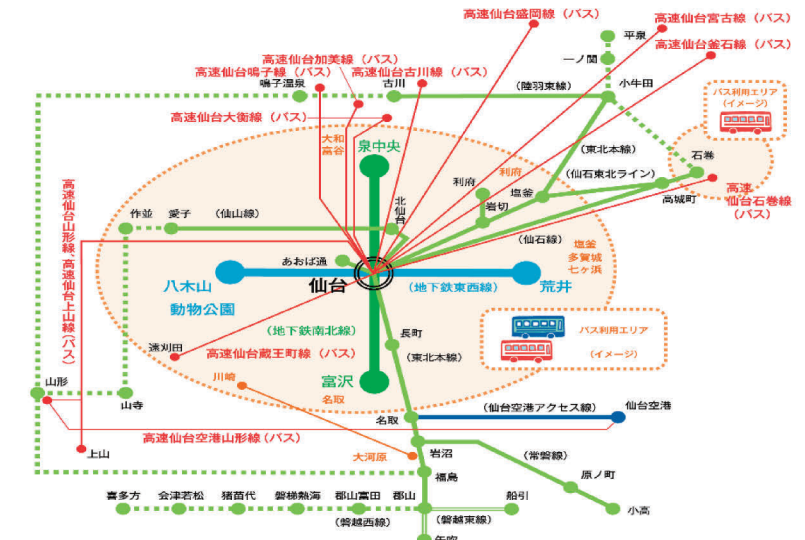 高速仙台盛岡線（バス）
高速仙台宮古線（バス）
平泉
高速仙台釜石線（バス）
一ノ関
高速仙台加美線（バス）
高速仙台鳴子線（バス）
高速仙台古川線（バス）
鳴子温泉
古川
（陸羽東線）
小牛田
バス利用エリア
（イメージ）
高速仙台大衡線（バス）
大和
富谷
泉中央
（東北本線）
石巻
利府
利府
塩釜
（仙石東北ライン）
高速
仙台石巻線
（バス）
高城町
作並
愛子
（仙山線）
北仙台
岩切
（仙石線）
塩釜
多賀城
七ヶ浜
高速仙台山形線、高速仙台上山線（バス）
あおば通
八木山
動物公園
仙台
（地下鉄東西線）
荒井
（地下鉄南北線）
長町
バス利用エリア
（イメージ）
遠刈田
高速仙台蔵王町線（バス）
（東北本線）
川崎
富沢
名取
山形
山寺
名取
（仙台空港アクセス線）
仙台空港
高速仙台空港山形線（バス）
上山
大河原
岩沼
（常磐線）
福島
原ノ町
喜多方
会津若松
猪苗代
磐梯熱海
郡山富田
郡山
船引
小高
（磐越西線）
（磐越東線）
矢吹